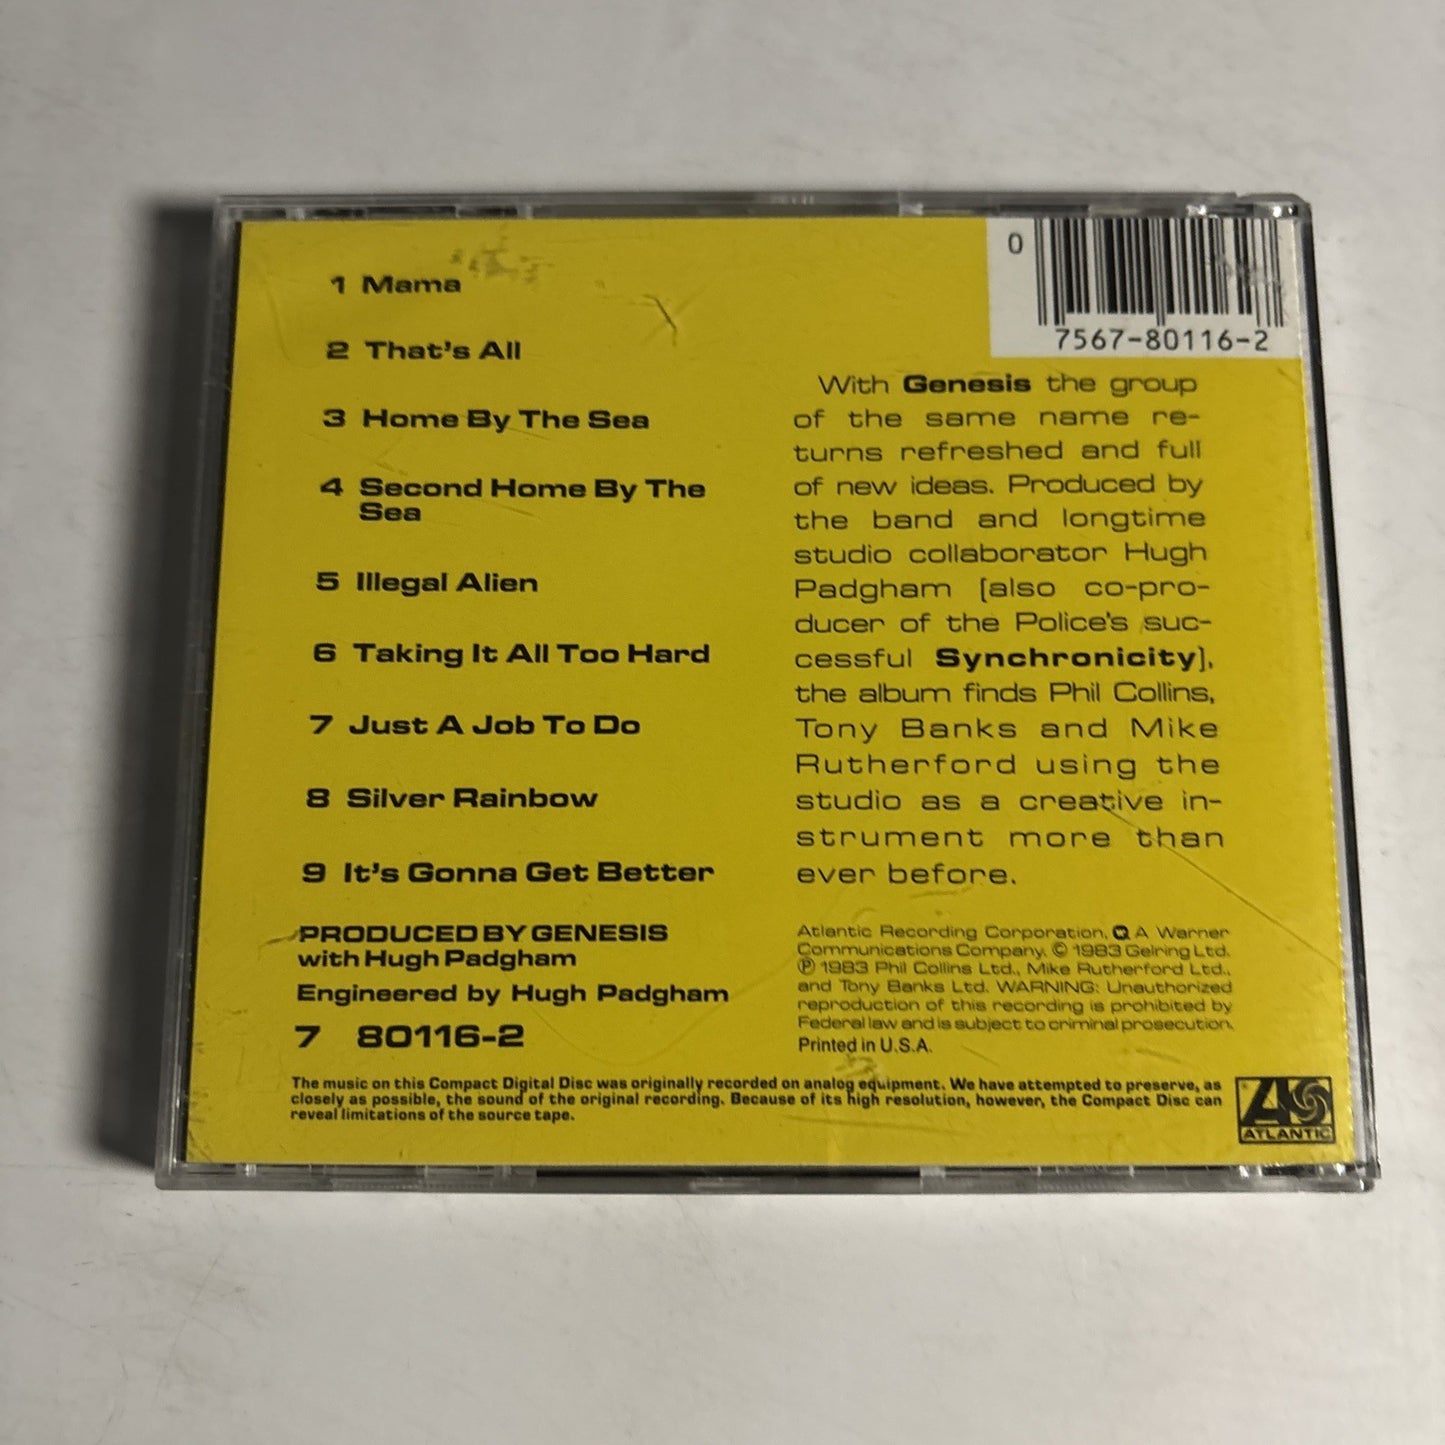 1 Mama
2 That's All
3 Home By The Sea
4 Second Home By The
Sea
5 Illegal Alien
6 Taking It All Too Hard
7 Just A Job To Do
8 Silver Rainbow
9 It's Gonna Get Better
PRODUCED BY GENESIS
with Hugh Padgham
Engineered by Hugh Padgham
7 80116-2
0
7567-80116-2
With Genesis the group
of the same name re-
turns refreshed and full
of new ideas. Produced by
the band and longtime
studio collaborator Hugh
Padgham (also co-pro-
ducer of the Police's suc-
cessful Synchronicity),
the album finds Phil Collins,
Tony Banks and Mike
Rutherford using the
studio as a creative in-
strument more than
ever before.
Atlantic Recording Corporation. A Warner
Communications Company. © 1983 Gelring Ltd.
℗ 1983 Phil Collins Ltd., Mike Rutherford Ltd.,
and Tony Banks Ltd. WARNING: Unauthorized
reproduction of this recording is prohibited by
Federal law and is subject to criminal prosecution.
Printed in U.S.A.
The music on this Compact Digital Disc was originally recorded on analog equipment. We have attempted to preserve, as
closely as possible, the sound of the original recording. Because of its high resolution, however, the Compact Disc can
reveal limitations of the source tape.
ATLANTIC